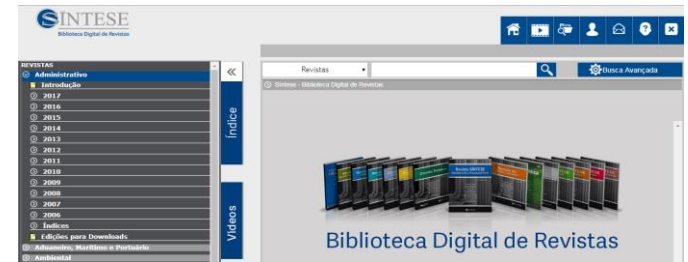 SÍNTESE
Biblioteca Digital de Revistas
REVISTAS
Administrativo
Introdução
2017
2016
2015
2014
2013
2012
2011
2010
2009
2008
2007
2006
Índices
Edições para Downloads
Aduaneiro, Marítimo e Portuário
Ambiental
Índice
Vídeos
Revistas
Busca Avançada
Síntese - Biblioteca Digital de Revistas
Biblioteca Digital de Revistas